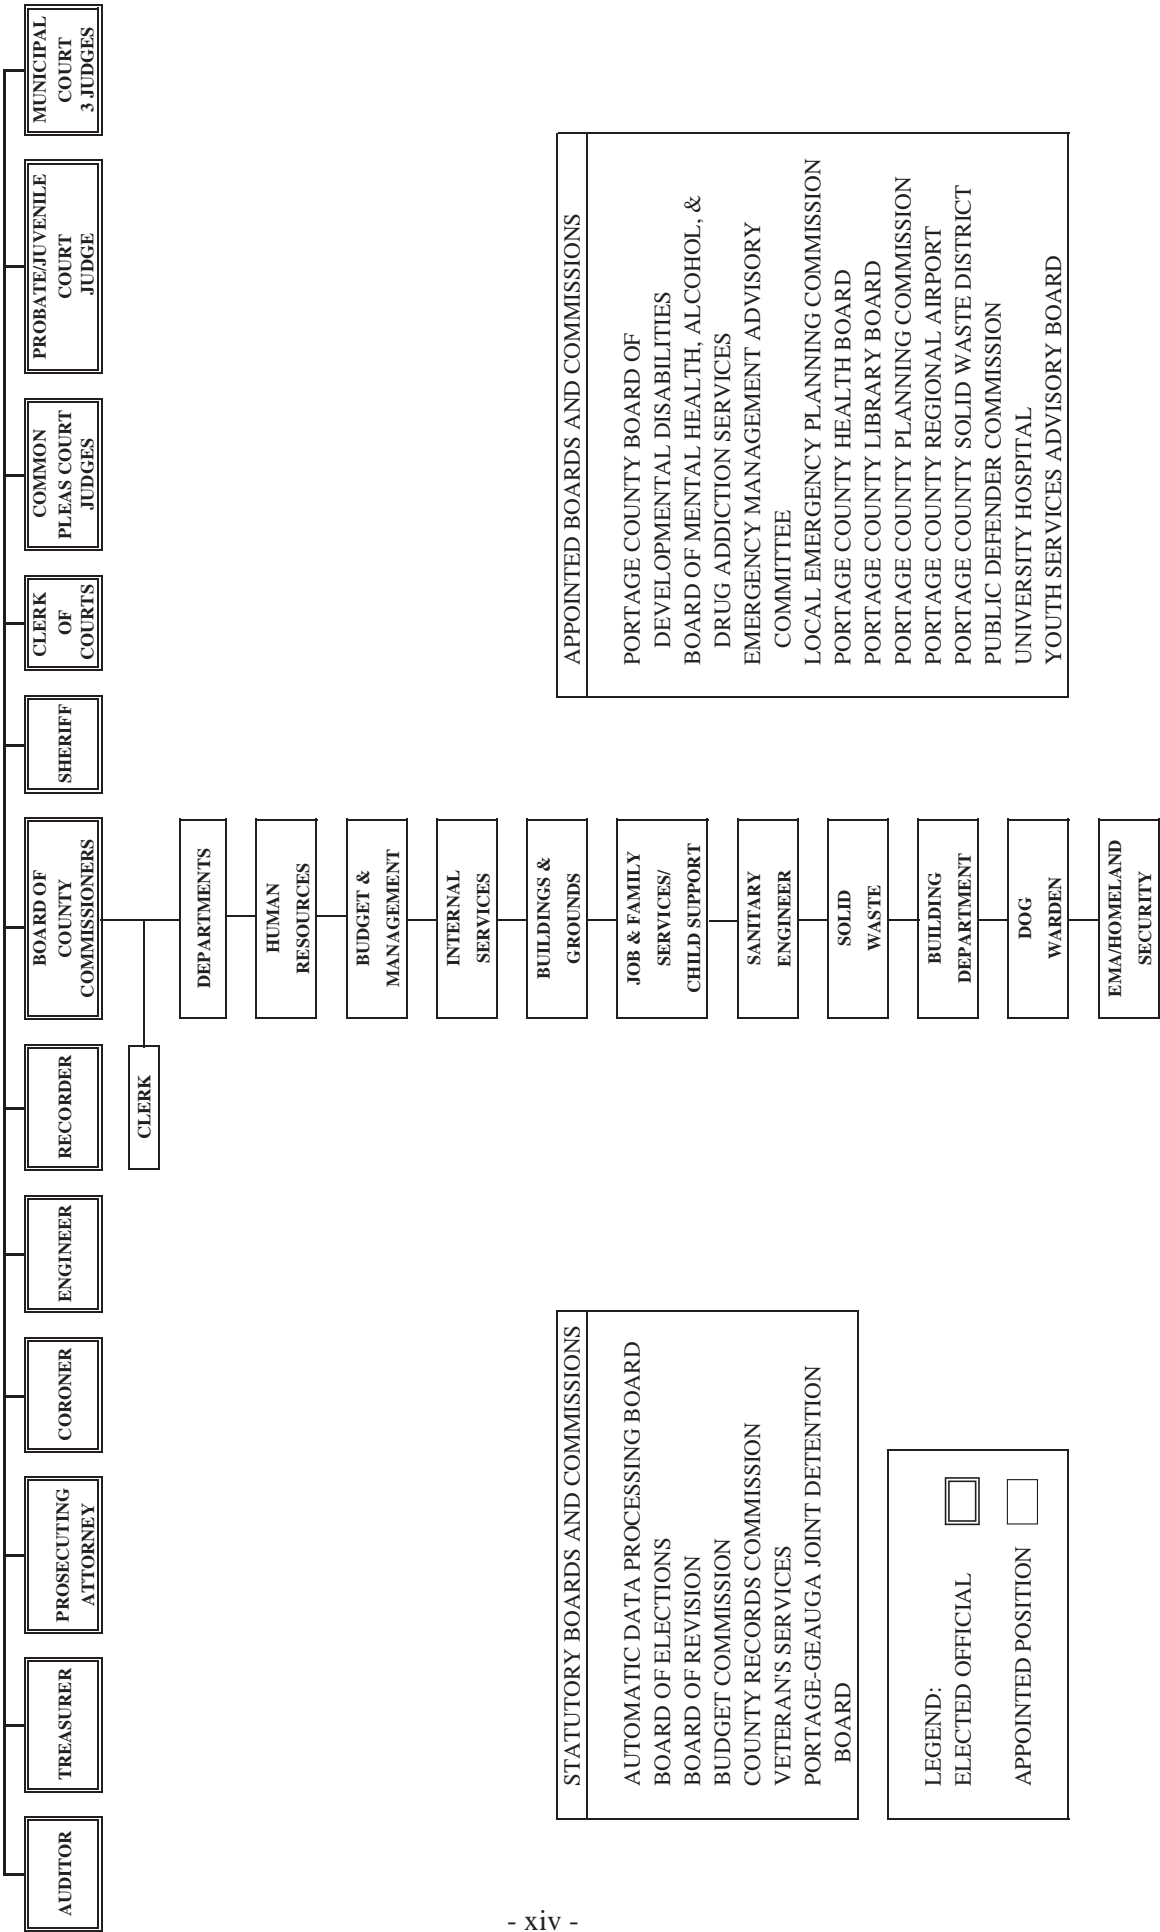 AUDITOR
TREASURER
PROSECUTING
ATTORNEY
CORONER
ENGINEER
RECORDER
BOARD OF
COUNTY
COMMISSIONERS
SHERIFF
CLERK
OF
COURTS
COMMON
PLEAS COURT
JUDGES
PROBATE/JUVENILE
COURT
JUDGE
MUNICIPAL
COURT
3 JUDGES
CLERK
DEPARTMENTS
HUMAN
RESOURCES
BUDGET &
MANAGEMENT
INTERNAL
SERVICES
BUILDINGS &
GROUNDS
JOB & FAMILY
SERVICES/
CHILD SUPPORT
SANITARY
ENGINEER
SOLID
WASTE
BUILDING
DEPARTMENT
DOG
WARDEN
EMA/HOMELAND
SECURITY
STATUTORY BOARDS AND COMMISSIONS
AUTOMATIC DATA PROCESSING BOARD
BOARD OF ELECTIONS
BOARD OF REVISION
BUDGET COMMISSION
COUNTY RECORDS COMMISSION
VETERAN'S SERVICES
PORTAGE-GEAUGA JOINT DETENTION
BOARD
LEGEND:
ELECTED OFFICIAL
APPOINTED POSITION
APPOINTED BOARDS AND COMMISSIONS
PORTAGE COUNTY BOARD OF
DEVELOPMENTAL DISABILITIES
BOARD OF MENTAL HEALTH, ALCOHOL, &
DRUG ADDICTION SERVICES
EMERGENCY MANAGEMENT ADVISORY
COMMITTEE
LOCAL EMERGENCY PLANNING COMMISSION
PORTAGE COUNTY HEALTH BOARD
PORTAGE COUNTY LIBRARY BOARD
PORTAGE COUNTY PLANNING COMMISSION
PORTAGE COUNTY REGIONAL AIRPORT
PORTAGE COUNTY SOLID WASTE DISTRICT
PUBLIC DEFENDER COMMISSION
UNIVERSITY HOSPITAL
YOUTH SERVICES ADVISORY BOARD
- xiv -